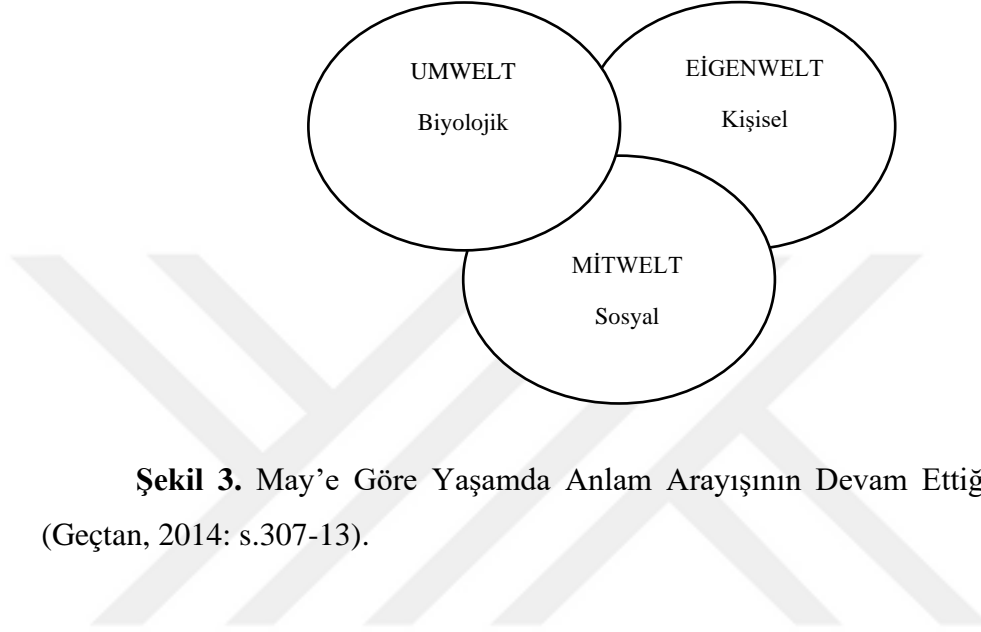 UMWELT
Biyolojik
EİGENWELT
Kişisel
MİTWELT
Sosyal
Şekil 3. May’e Göre Yaşamda Anlam Arayışının Devam Ettiğ
(Geçtan, 2014: s.307-13).